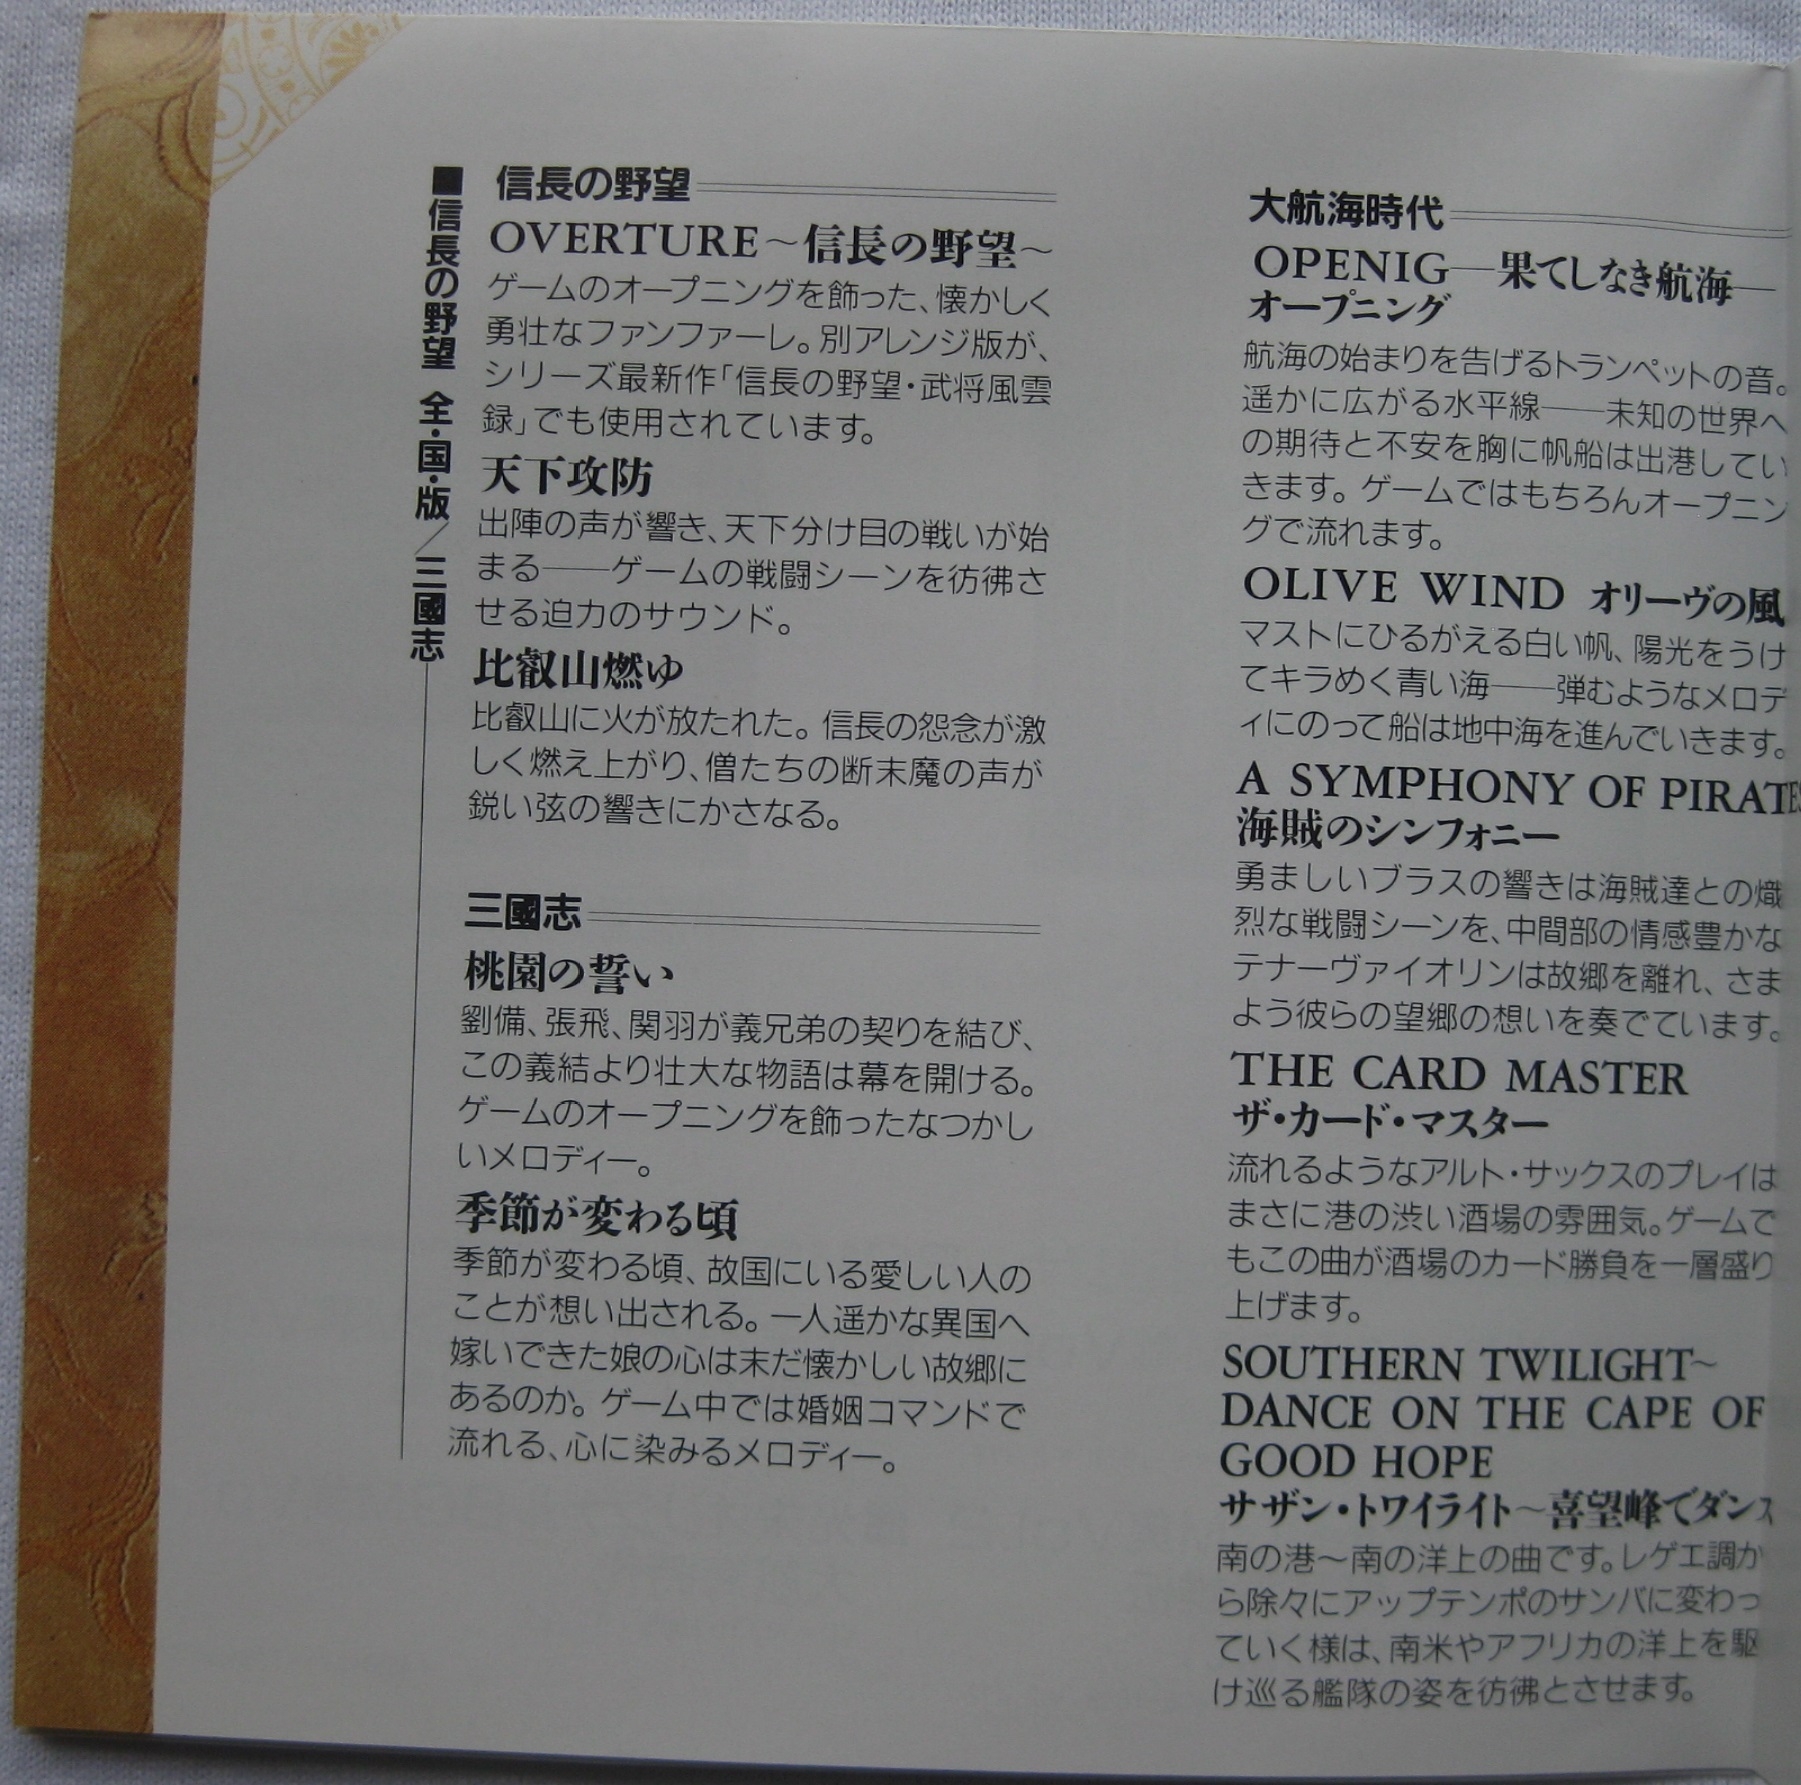 ■信長の野望 全・国・版／三國志
信長の野望
OVERTURE～信長の野望～
ゲームのオープニングを飾った、懐かしく
勇壮なファンファーレ。別アレンジ版が、
シリーズ最新作「信長の野望・武将風雲
録」でも使用されています。
天下攻防
出陣の声が響き、天下分け目の戦いが始
まる──ゲームの戦闘シーンを彷彿さ
せる迫力のサウンド。
比叡山燃ゆ
比叡山に火が放たれた。信長の怨念が激
しく燃え上がり、僧たちの断末魔の声が
鋭い弦の響きにかさなる。
三國志
桃園の誓い
劉備、張飛、関羽が義兄弟の契りを結び、
この義結より壮大な物語は幕を開ける。
ゲームのオープニングを飾ったなつかし
いメロディー。
季節が変わる頃
季節が変わる頃、故国にいる愛しい人の
ことが想い出される。一人遥かな異国へ
嫁いできた娘の心は末だ懐かしい故郷に
あるのか。ゲーム中では婚姻コマンドで
流れる、心に染みるメロディー。
大航海時代
OPENIG─果てしなき航海─
オープニング
航海の始まりを告げるトランペットの音。
遥かに広がる水平線──未知の世界へ
の期待と不安を胸に帆船は出港してい
きます。ゲームではもちろんオープニン
グで流れます。
OLIVE WIND オリーヴの風
マストにひるがえる白い帆、陽光をうけ
てキラめく青い海──弾むようなメロデ
ィにのって船は地中海を進んでいきます。
A SYMPHONY OF PIRATES
海賊のシンフォニー
勇ましいブラスの響きは海賊達との熾
烈な戦闘シーンを、中間部の情感豊かな
テナーヴァイオリンは故郷を離れ、さま
よう彼らの望郷の想いを奏でています。
THE CARD MASTER
ザ・カード・マスター
流れるようなアルト・サックスのプレイは
まさに港の渋い酒場の雰囲気。ゲームで
もこの曲が酒場のカード勝負を一層盛り
上げます。
SOUTHERN TWILIGHT～
DANCE ON THE CAPE OF
GOOD HOPE
サザン・トワイライト～喜望峰でダンス
南の港～南の洋上の曲です。レゲエ調か
ら除々にアップテンポのサンバに変わっ
ていく様は、南米やアフリカの洋上を駆
け巡る艦隊の姿を彷彿とさせます。